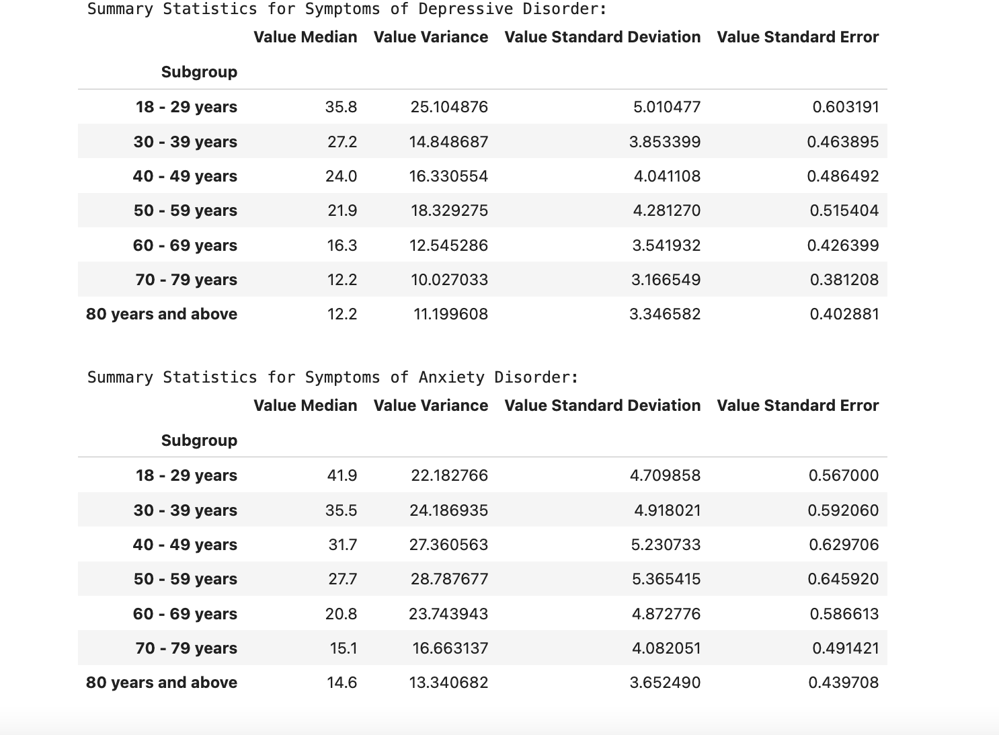 Summary Statistics for Symptoms of Depressive Disorder:
Value Median Value Variance Value Standard Deviation Value Standard Error
Subgroup
18 - 29 years 35.8 25.104876 5.010477 0.603191
30 - 39 years 27.2 14.848687 3.853399 0.463895
40 - 49 years 24.0 16.330554 4.041108 0.486492
50 - 59 years 21.9 18.329275 4.281270 0.515404
60 - 69 years 16.3 12.545286 3.541932 0.426399
70 - 79 years 12.2 10.027033 3.166549 0.381208
80 years and above 12.2 11.199608 3.346582 0.402881
Summary Statistics for Symptoms of Anxiety Disorder:
Value Median Value Variance Value Standard Deviation Value Standard Error
Subgroup
18 - 29 years 41.9 22.182766 4.709858 0.567000
30 - 39 years 35.5 24.186935 4.918021 0.592060
40 - 49 years 31.7 27.360563 5.230733 0.629706
50 - 59 years 27.7 28.787677 5.365415 0.645920
60 - 69 years 20.8 23.743943 4.872776 0.586613
70 - 79 years 15.1 16.663137 4.082051 0.491421
80 years and above 14.6 13.340682 3.652490 0.439708